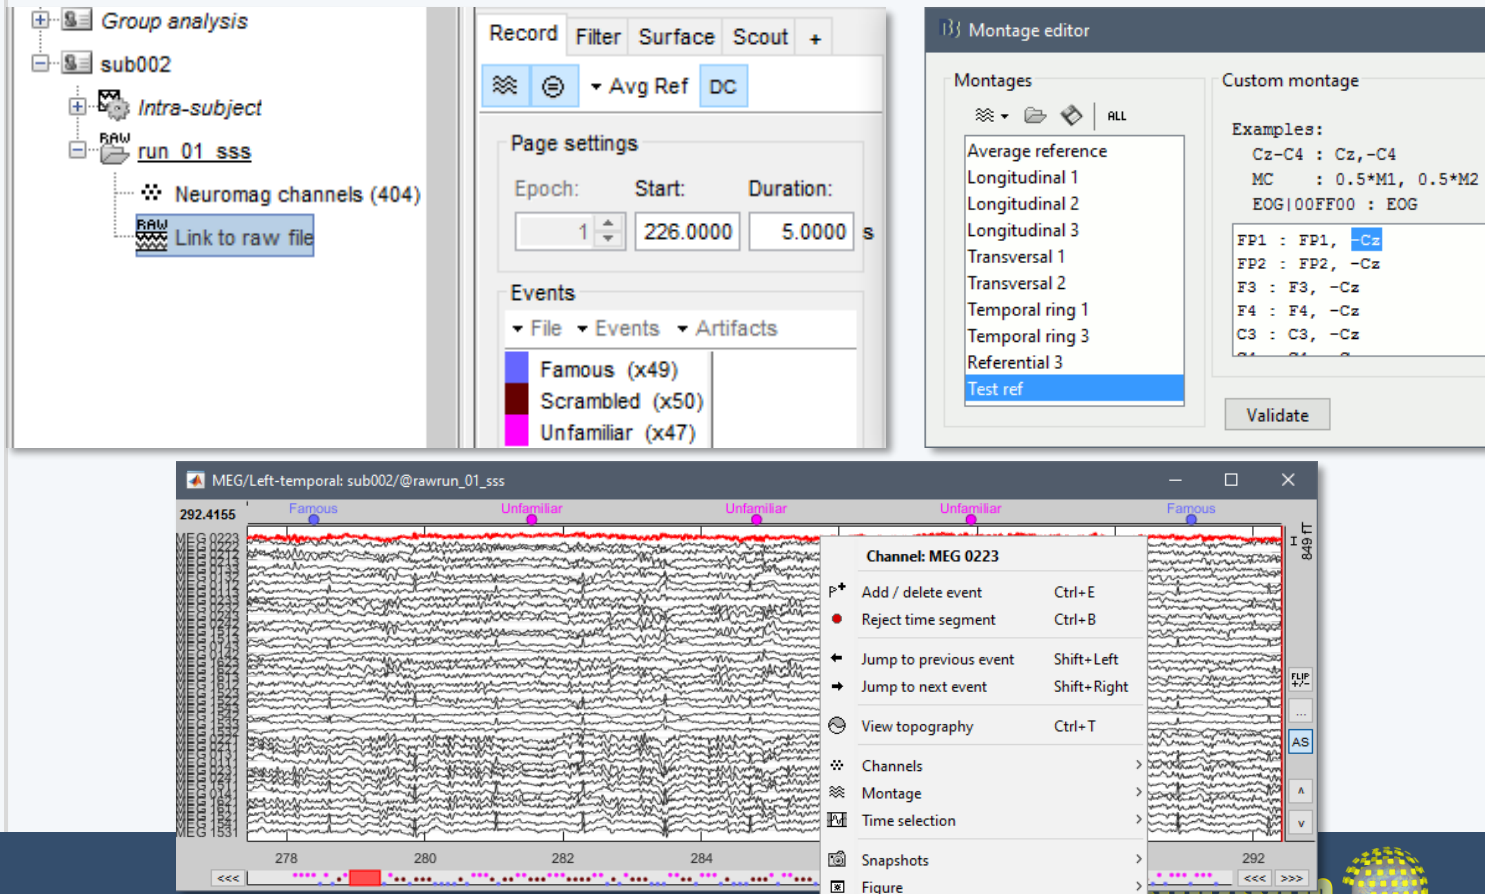 Group analysis
sub002
Intra-subject
RAW
run_01_sss
Neuromag channels (404)
RAW
Link to raw file
Record Filter Surface Scout +
Avg Ref DC
Page settings
Epoch: Start: Duration:
1 226.0000 5.0000 s
Events
File Events Artifacts
Famous (x49)
Scrambled (x50)
Unfamiliar (x47)
Montage editor
Montages
ALL
Average reference
Longitudinal 1
Longitudinal 2
Longitudinal 3
Transversal 1
Transversal 2
Temporal ring 1
Temporal ring 3
Referential 3
Test ref
Custom montage
Examples:
Cz-C4 : Cz,-C4
MC : 0.5*M1, 0.5*M2
EOG|00FF00 : EOG
FP1 : FP1, -Cz
FP2 : FP2, -Cz
F3 : F3, -Cz
F4 : F4, -Cz
C3 : C3, -Cz
Validate
MEG/Left-temporal: sub002/@rawrun_01_sss
292.4155 Famous Unfamiliar Unfamiliar Unfamiliar Famous
MEG 0223
849 fT
Channel: MEG 0223
Add / delete event Ctrl+E
Reject time segment Ctrl+B
Jump to previous event Shift+Left
Jump to next event Shift+Right
View topography Ctrl+T
Channels >
Montage >
Time selection >
Snapshots >
Figure >
FLIP
+/-
...
AS
MEG 1531
278 280 282 284 292
<<< <<< >>>